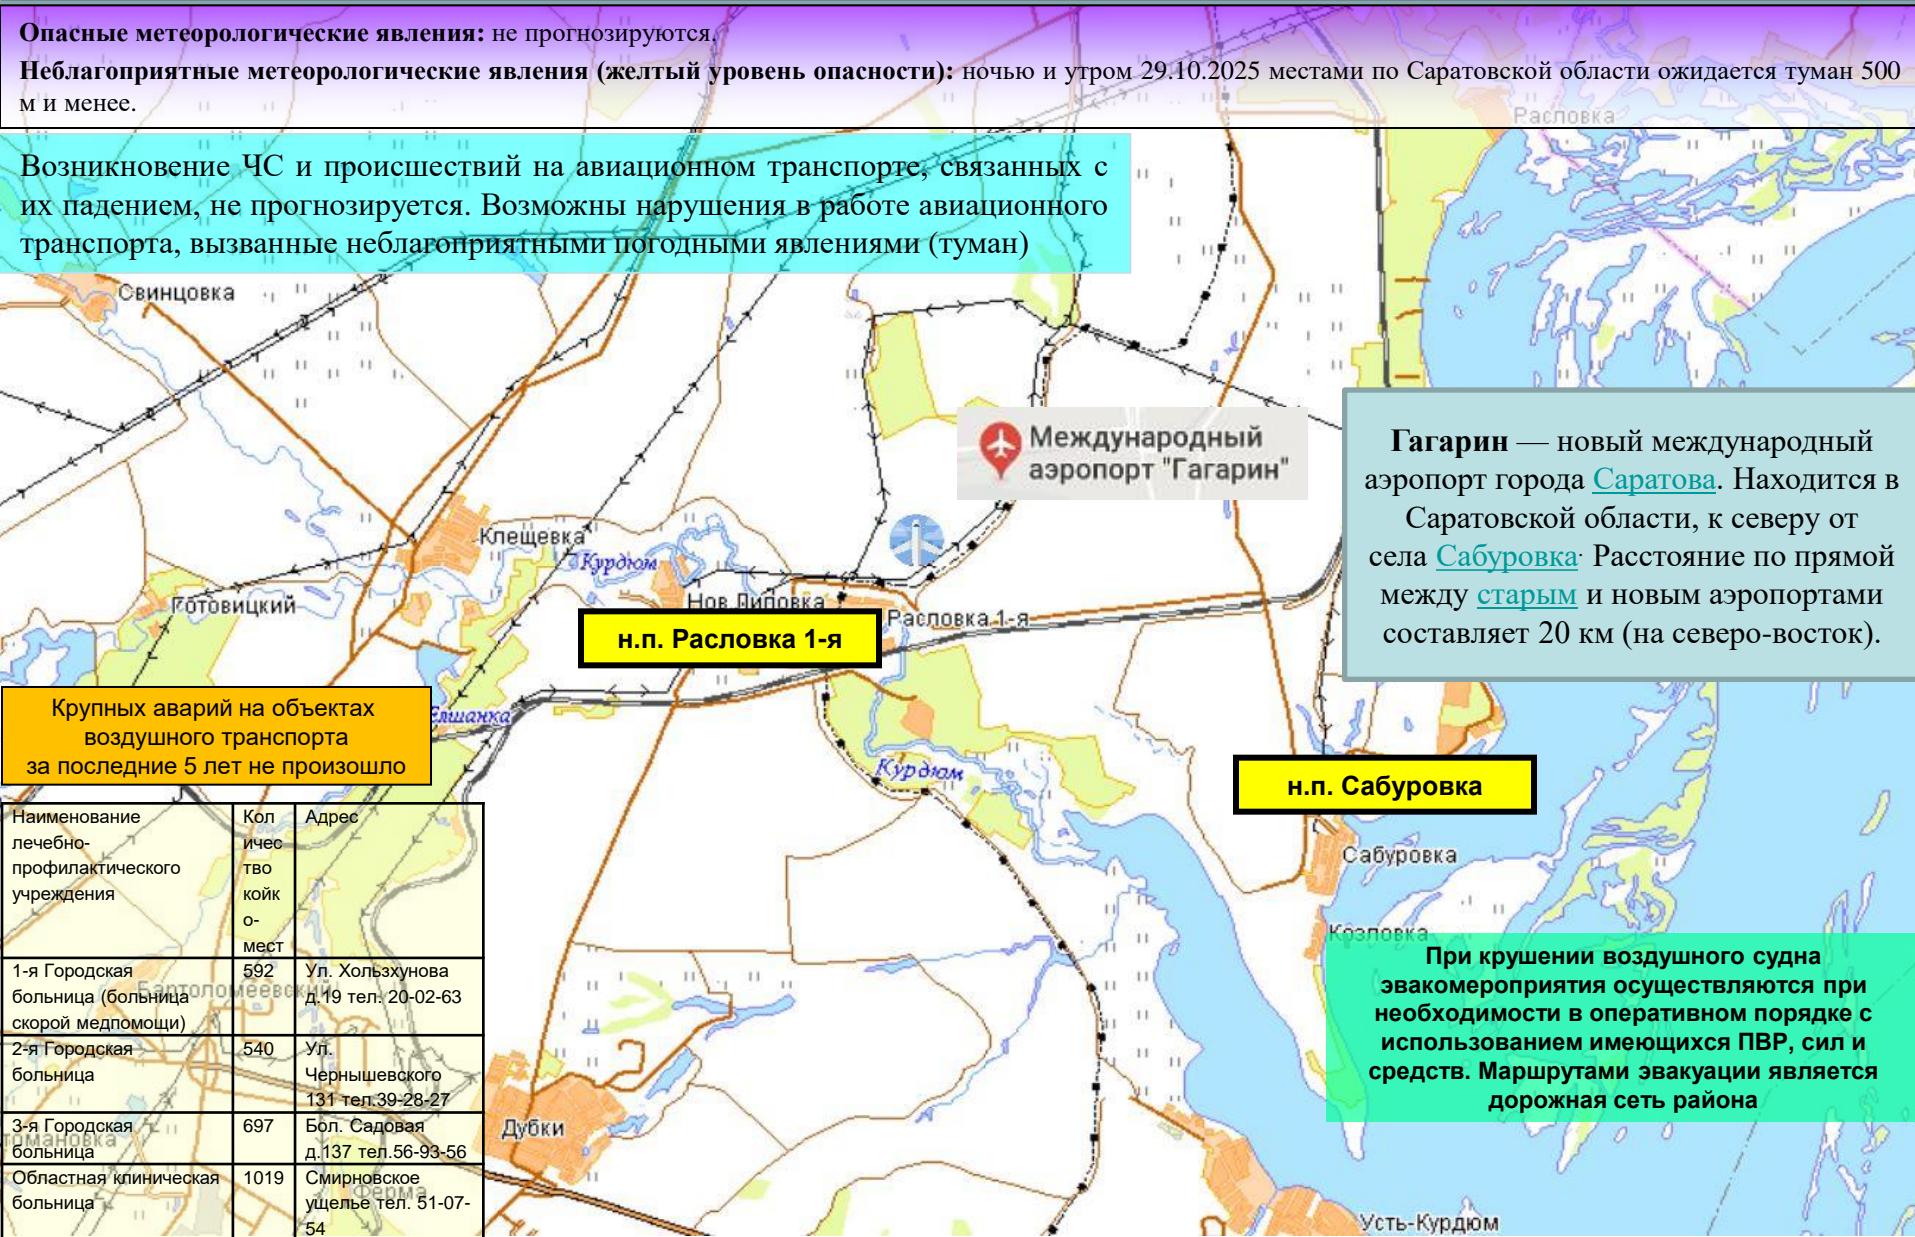 Опасные метеорологические явления: не прогнозируются.
Неблагоприятные метеорологические явления (желтый уровень опасности): ночью и утром 29.10.2025 местами по Саратовской области ожидается туман 500
м и менее.
Расловка
Возникновение ЧС и происшествий на авиационном транспорте, связанных с
их падением, не прогнозируется. Возможны нарушения в работе авиационного
транспорта, вызванные неблагоприятными погодными явлениями (туман)
Свинцовка
Международный
аэропорт "Гагарин"
Гагарин — новый международный
аэропорт города Саратова. Находится в
Саратовской области, к северу от
села Сабуровка. Расстояние по прямой
между старым и новым аэропортами
составляет 20 км (на северо-восток).
Клещевка
Курдюм
Готовицкий
Нов.Липовка
Расловка 1-я
н.п. Расловка 1-я
Елшанка
Крупных аварий на объектах
воздушного транспорта
за последние 5 лет не произошло
Курдюм
н.п. Сабуровка
Сабуровка
Козловка
Наименование
лечебно-
профилактического
учреждения
Кол
ичес
тво
койк
о-
мест
Адрес
1-я Городская
больница (больница
скорой медпомощи)
592
Ул. Хользхунова
д.19 тел. 20-02-63
Бартоломеевский
2-я Городская
больница
540
Ул.
Чернышевского
131 тел.39-28-27
3-я Городская
больница
697
Бол. Садовая
д.137 тел.56-93-56
Областная клиническая
больница
1019
Смирновское
ущелье тел. 51-07-
54
Ферма
Дубки
При крушении воздушного судна
эвакомероприятия осуществляются при
необходимости в оперативном порядке с
использованием имеющихся ПВР, сил и
средств. Маршрутами эвакуации является
дорожная сеть района
Усть-Курдюм